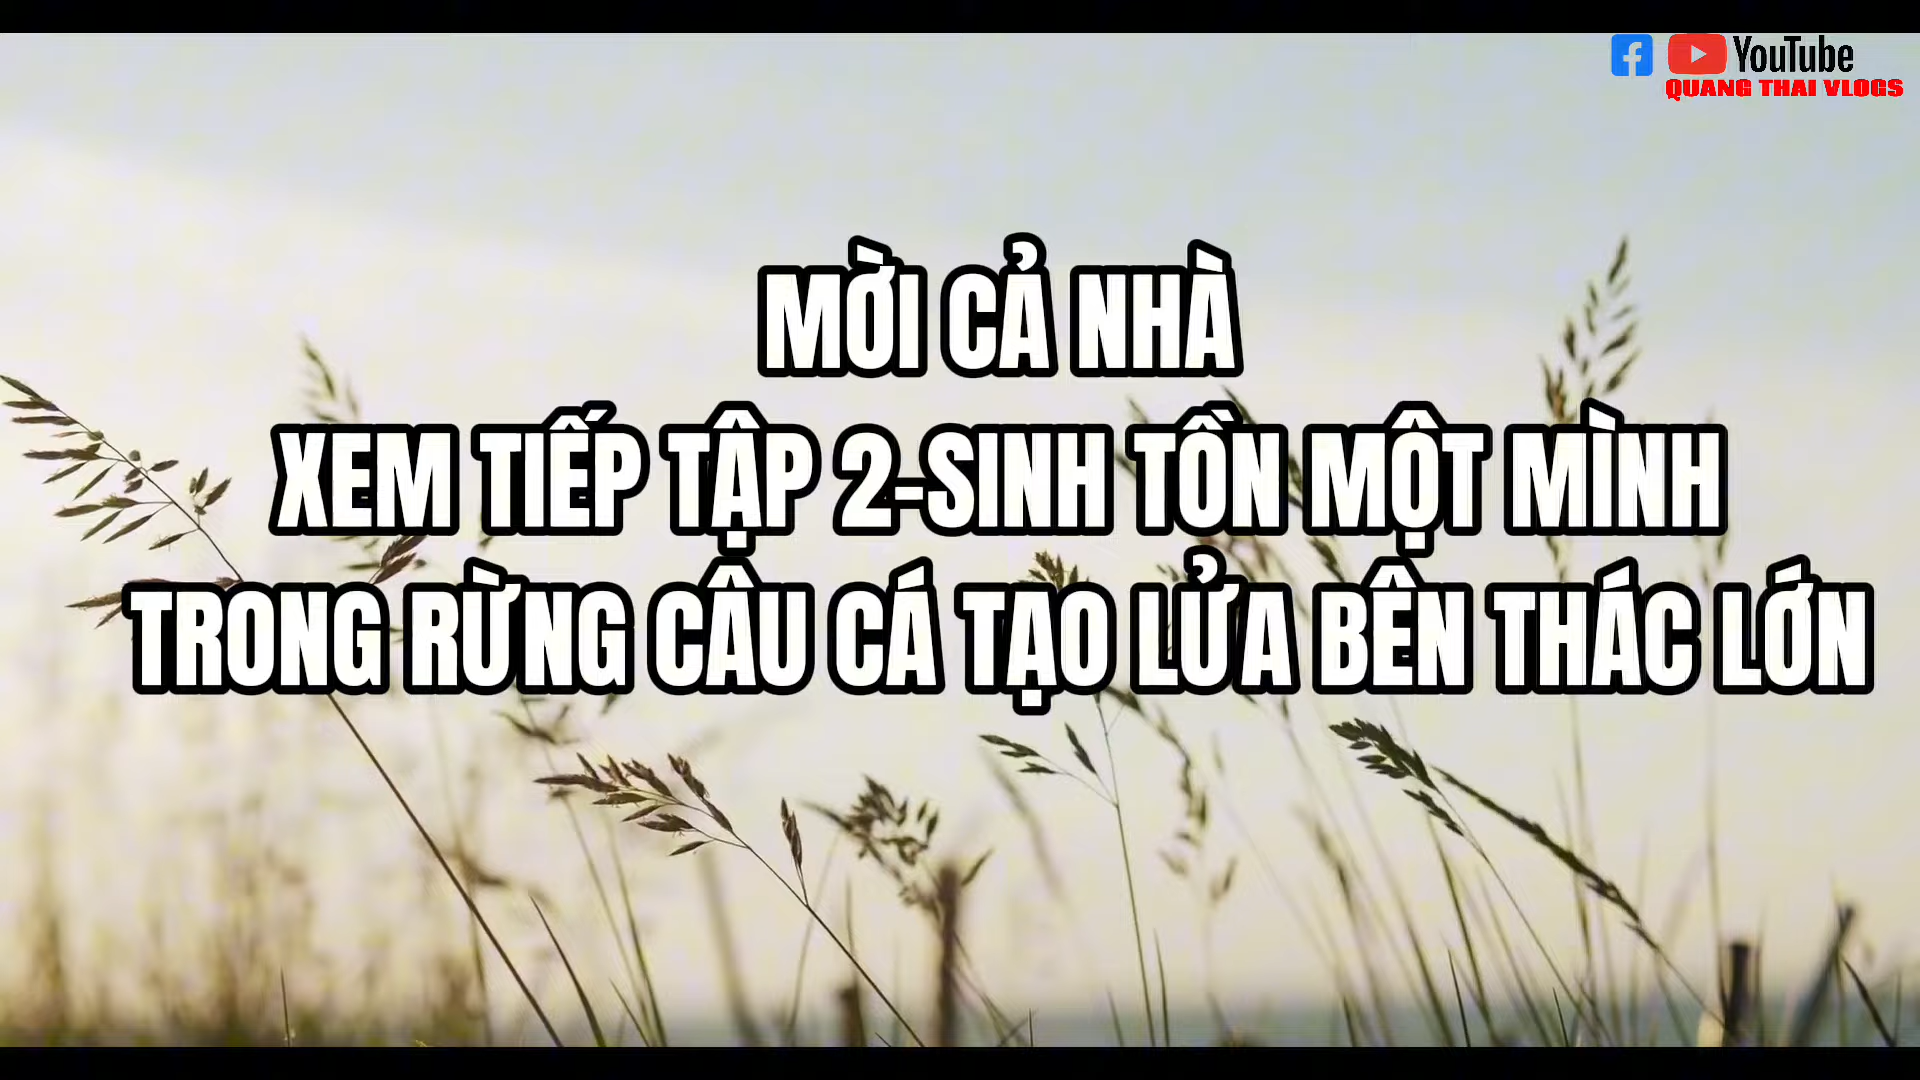 YouTube
QUANG THAI VLOGS
MỜI CẢ NHÀ
XEM TIẾP TẬP 2-SINH TỒN MỘT MÌNH
TRONG RỪNG CÂU CÁ TẠO LỬA BÊN THÁC LỚN